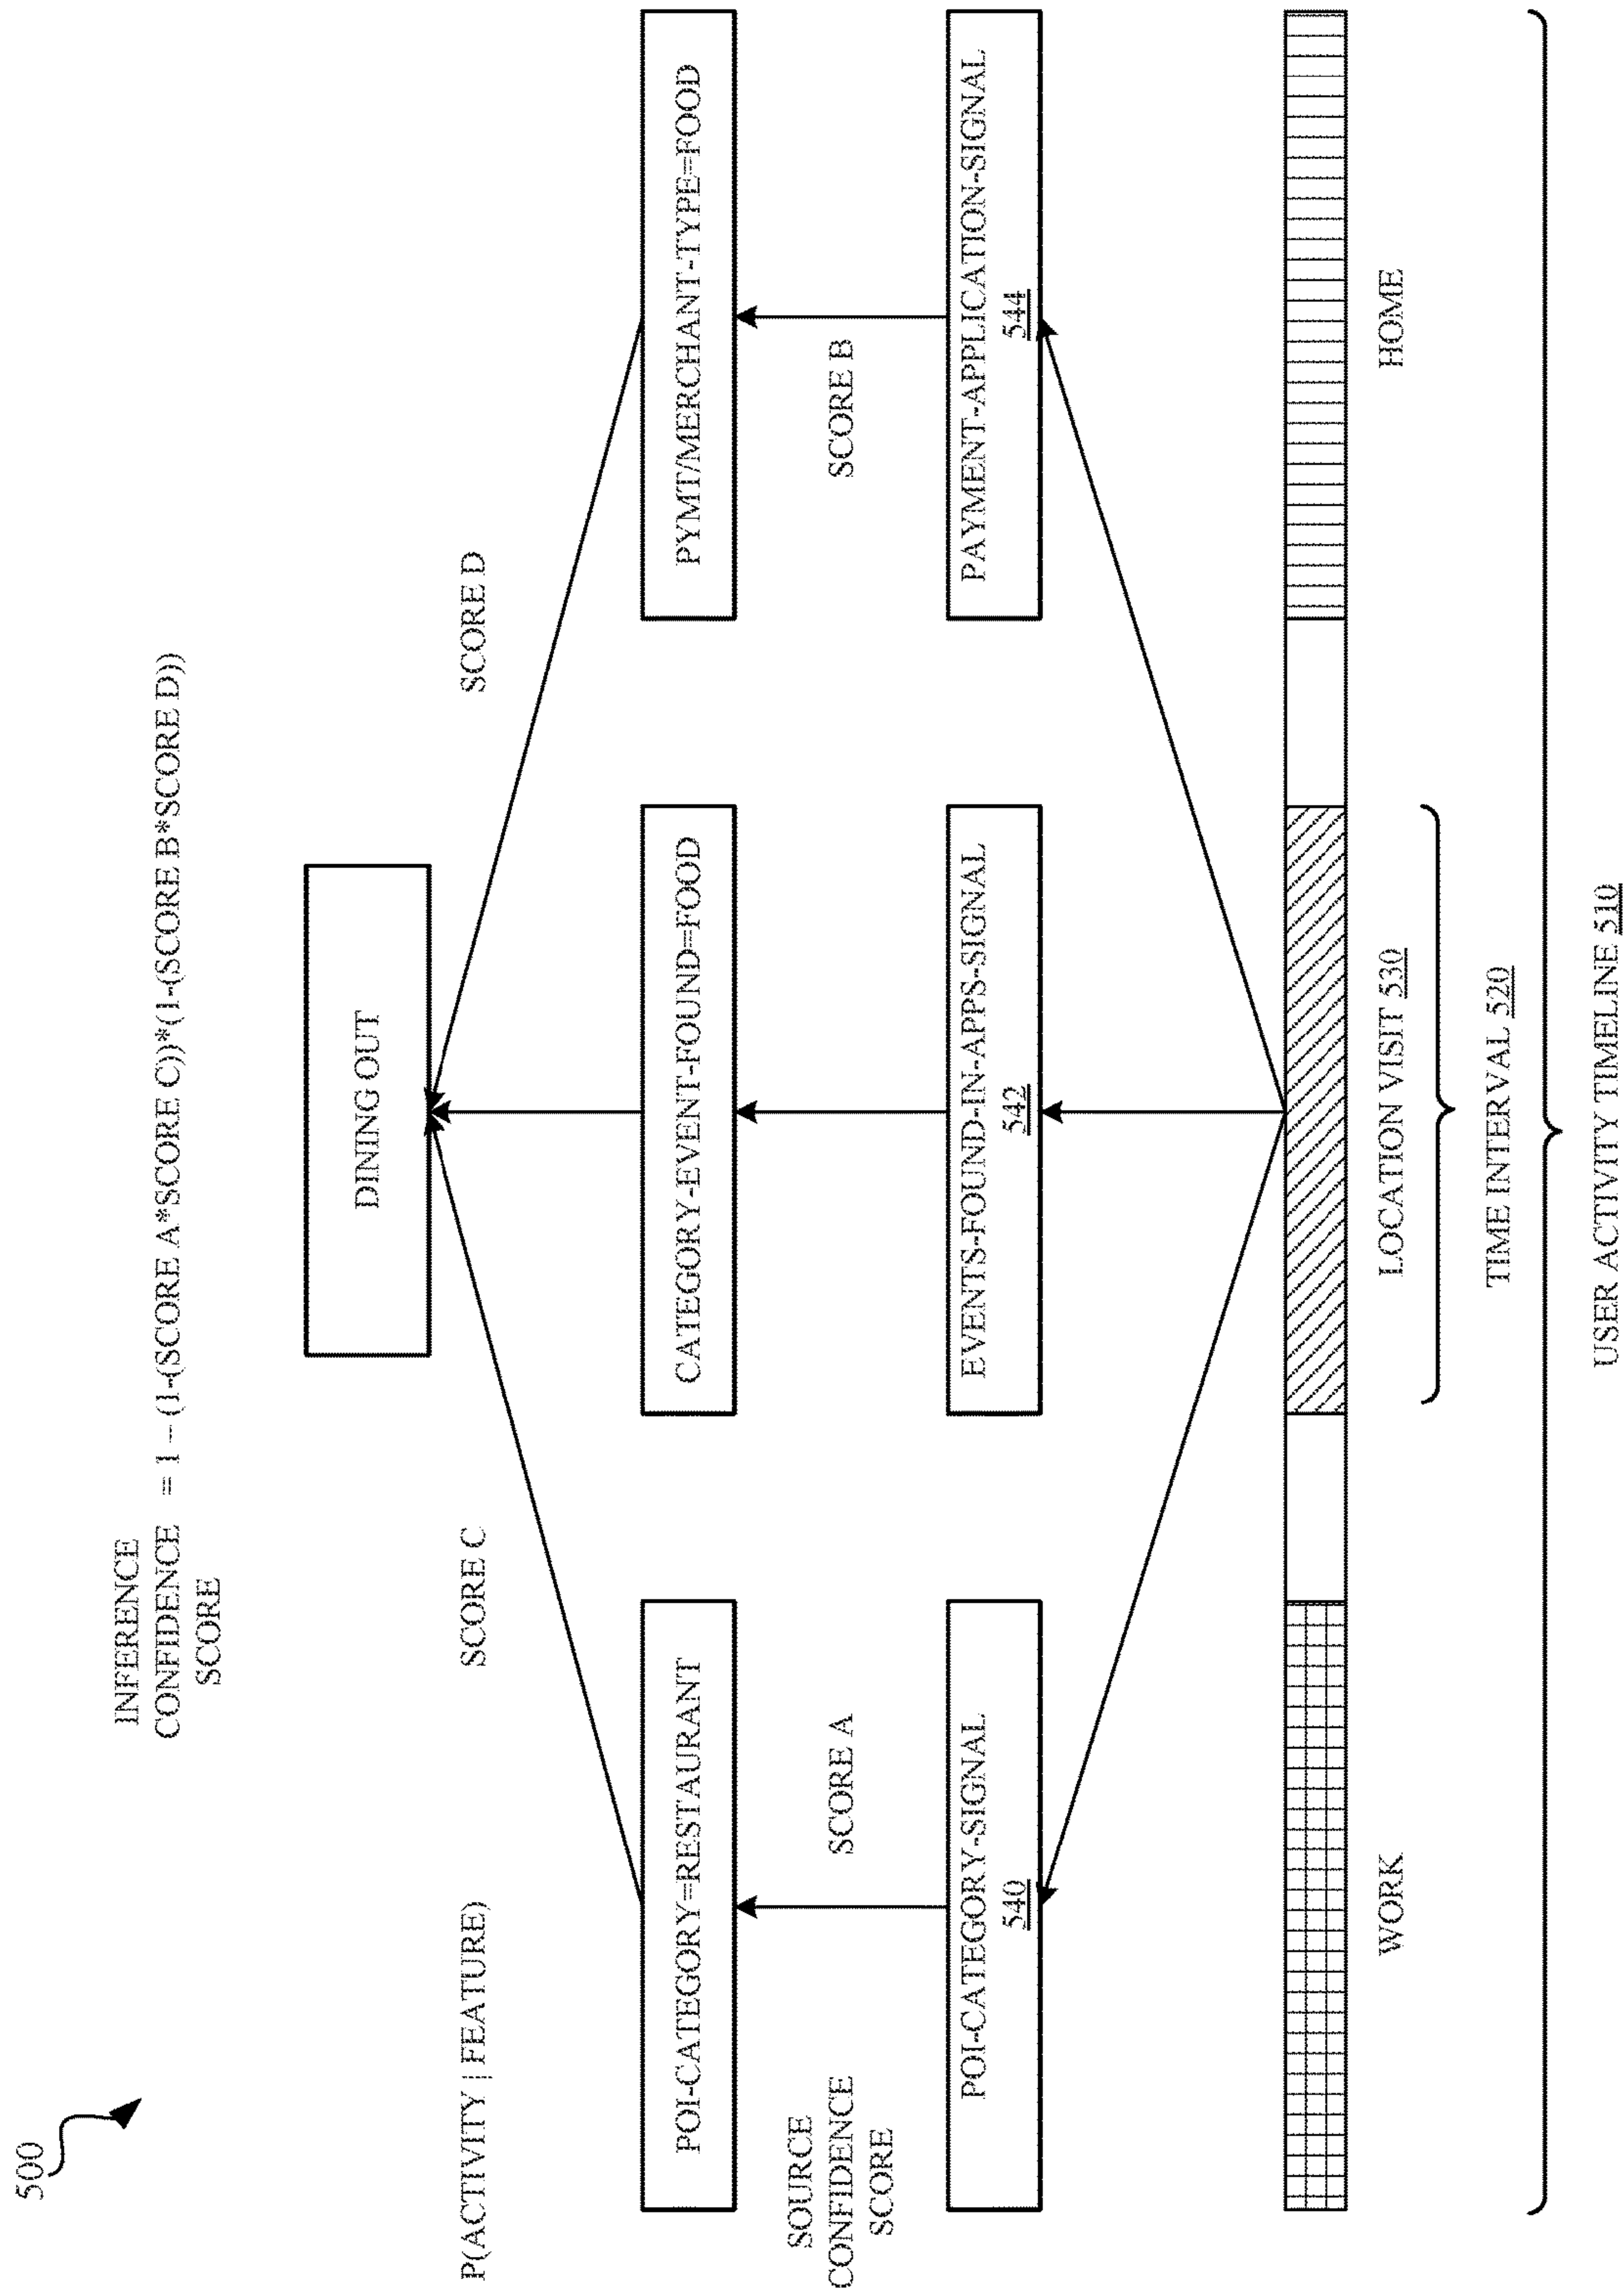 500
INFERENCE
CONFIDENCE = 1 – (1-(SCORE A*SCORE C))*(1-(SCORE B*SCORE D))
SCORE
DINING OUT
P(ACTIVITY | FEATURE)
SCORE C
SCORE D
POI-CATEGORY=RESTAURANT
CATEGORY-EVENT-FOUND=FOOD
PYMT/MERCHANT-TYPE=FOOD
SOURCE
CONFIDENCE
SCORE
SCORE A
SCORE B
POI-CATEGORY-SIGNAL
540
EVENTS-FOUND-IN-APPS-SIGNAL
542
PAYMENT-APPLICATION-SIGNAL
544
WORK
LOCATION VISIT 530
HOME
TIME INTERVAL 520
USER ACTIVITY TIMELINE 510